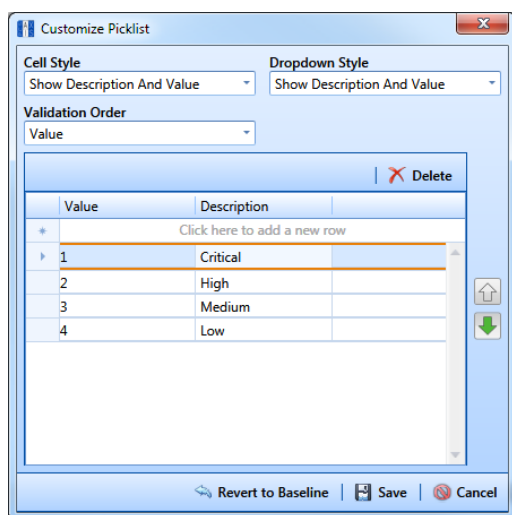 Customize Picklist
Cell Style Dropdown Style
Show Description And Value Show Description And Value
Validation Order
Value
Delete
Value Description
Click here to add a new row
1 Critical
2 High
3 Medium
4 Low
Revert to Baseline | Save | Cancel